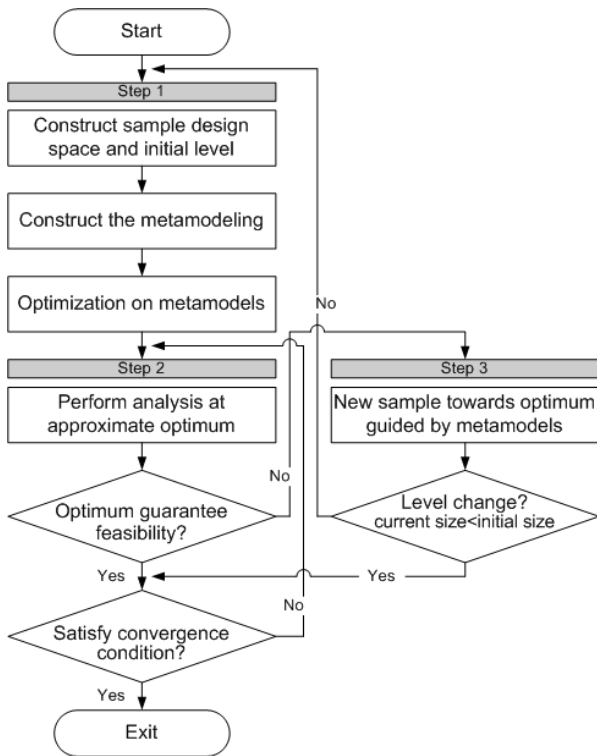 Start
Step 1
Construct sample design
space and initial level
Construct the metamodeling
Optimization on metamodels
No
Step 2
Step 3
Perform analysis at
approximate optimum
New sample towards optimum
guided by metamodels
No
Optimum guarantee
feasibility?
Level change?
current size<initial size
Yes
Yes
No
Satisfy convergence
condition?
Yes
Exit